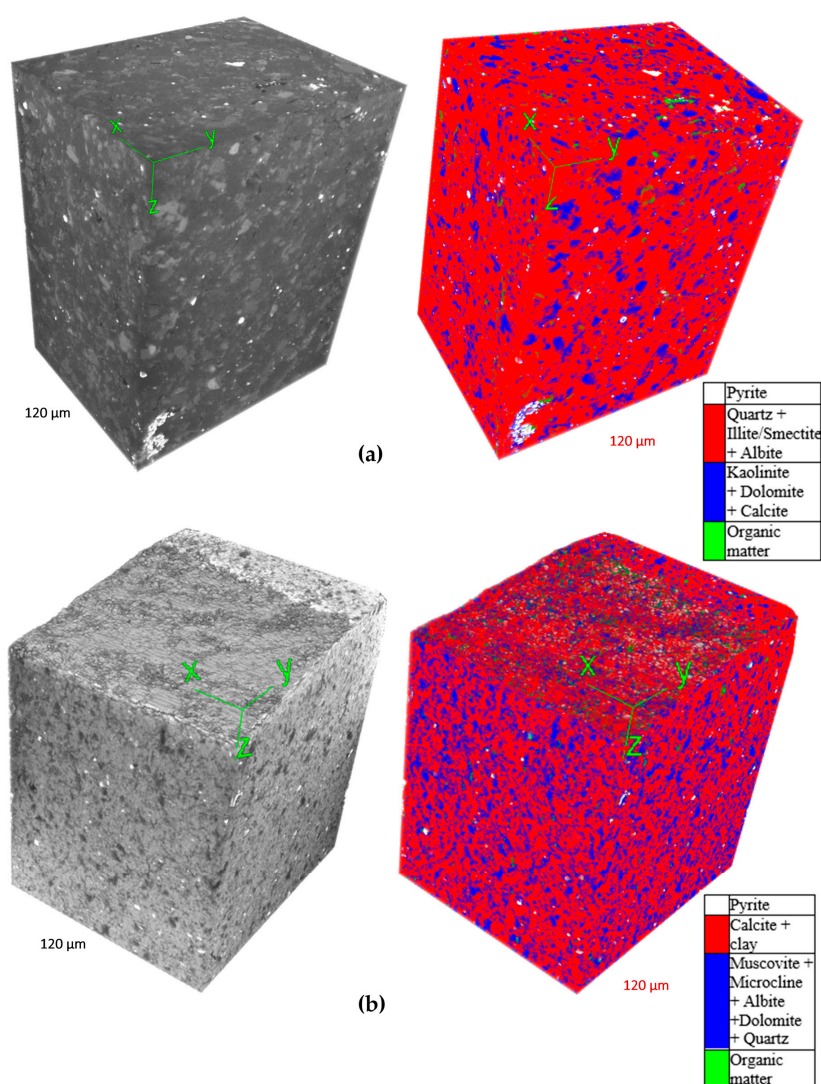 x
y
z
x
y
z
120 µm
120 µm
(a)
Pyrite
Quartz +
Illite/Smectite
+ Albite
Kaolinite
+ Dolomite
+ Calcite
Organic
matter
x
y
z
x
y
z
120 µm
120 µm
(b)
Pyrite
Calcite +
clay
Muscovite +
Microcline
+ Albite
+Dolomite
+ Quartz
Organic
matter